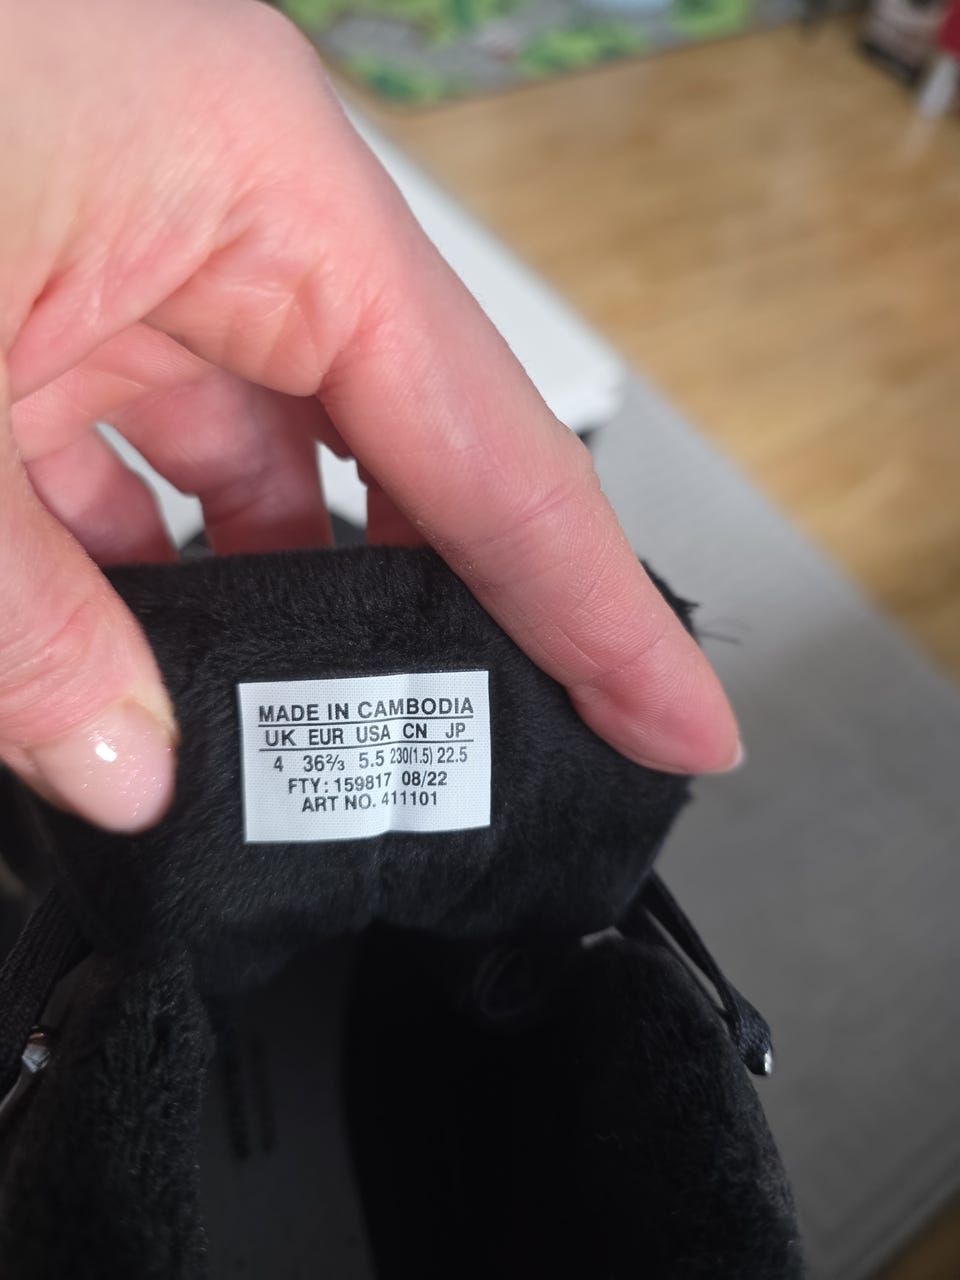 MADE IN CAMBODIA
UK EUR USA CN JP
4 36⅔ 5.5 230(1.5) 22.5
FTY: 159817 08/22
ART NO. 411101